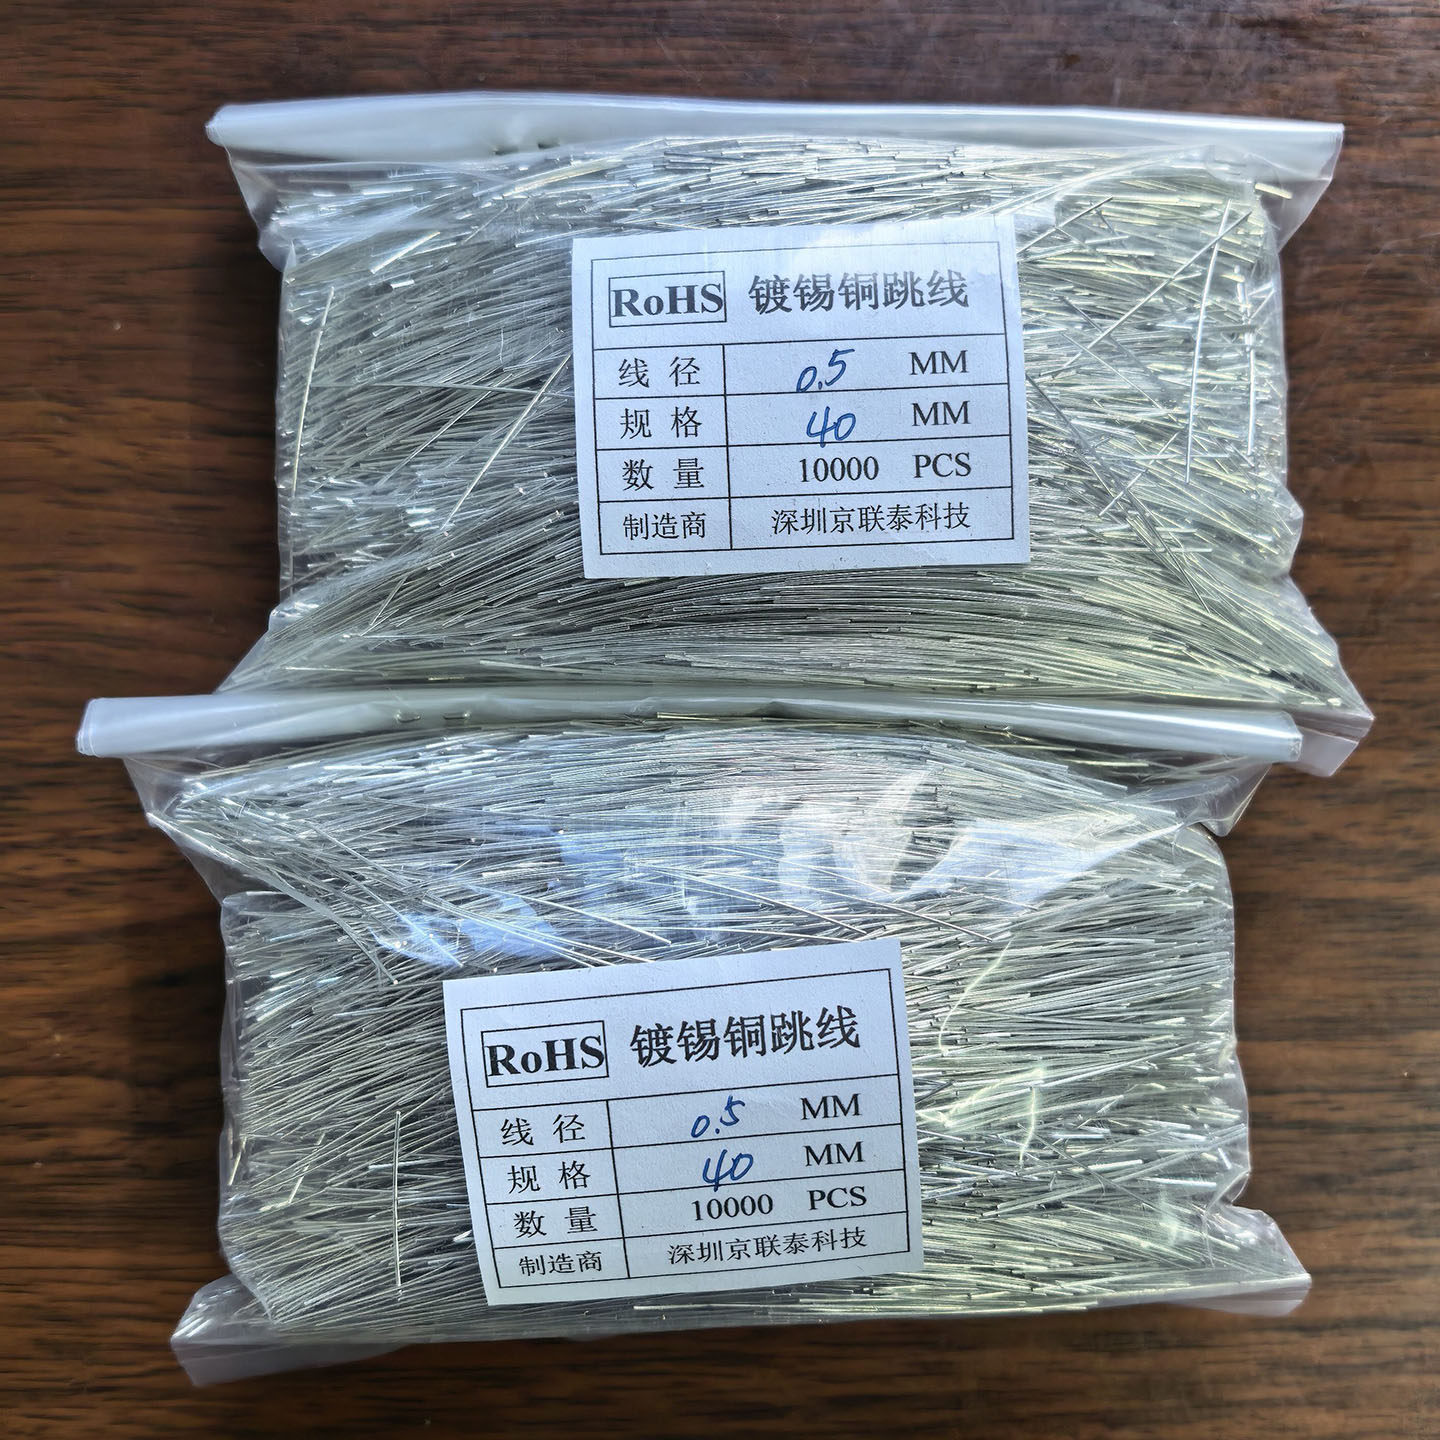 RoHS 镀锡铜跳线
线 径 0.5 MM
规 格 40 MM
数 量 10000 PCS
制造商 深圳京联泰科技
RoHS 镀锡铜跳线
线 径 0.5 MM
规 格 40 MM
数 量 10000 PCS
制造商 深圳京联泰科技